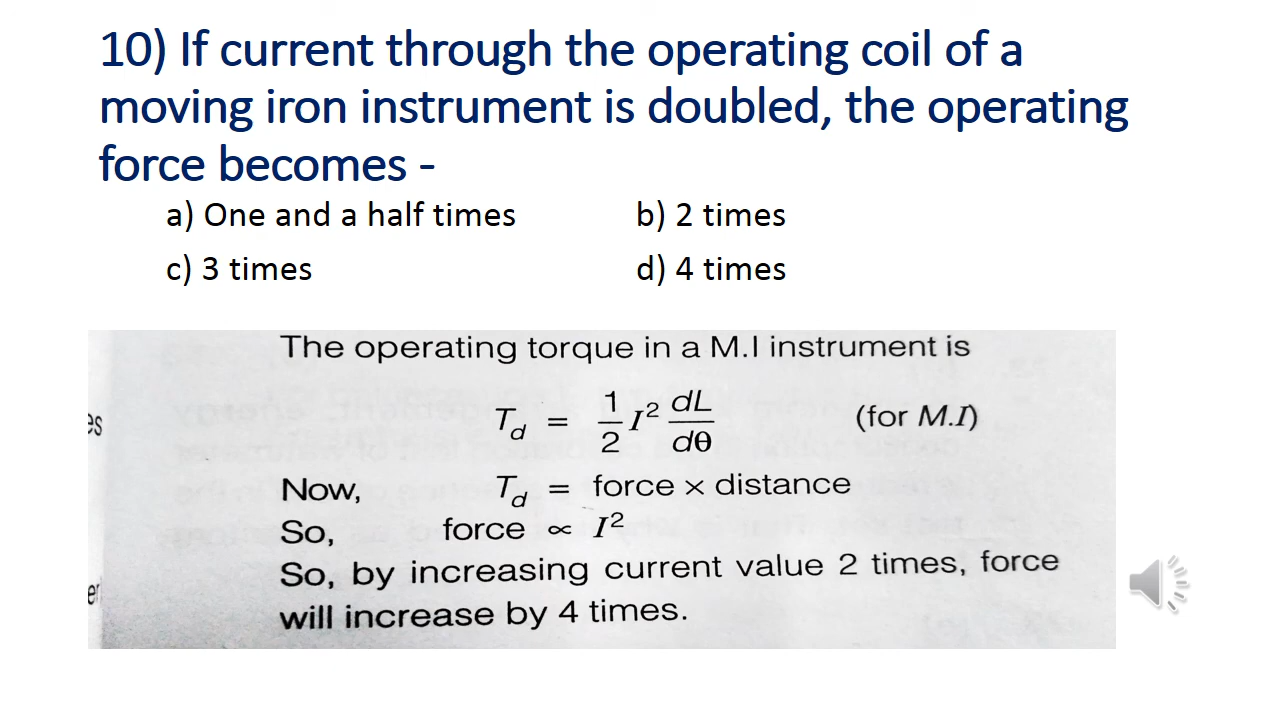 10) If current through the operating coil of a
moving iron instrument is doubled, the operating
force becomes -
a) One and a half times b) 2 times
c) 3 times d) 4 times
The operating torque in a M.I instrument is
T_d = 1/2 I² dL/dθ (for M.I)
es
Now, T_d = force × distance
So, force ∝ I²
So, by increasing current value 2 times, force
will increase by 4 times.